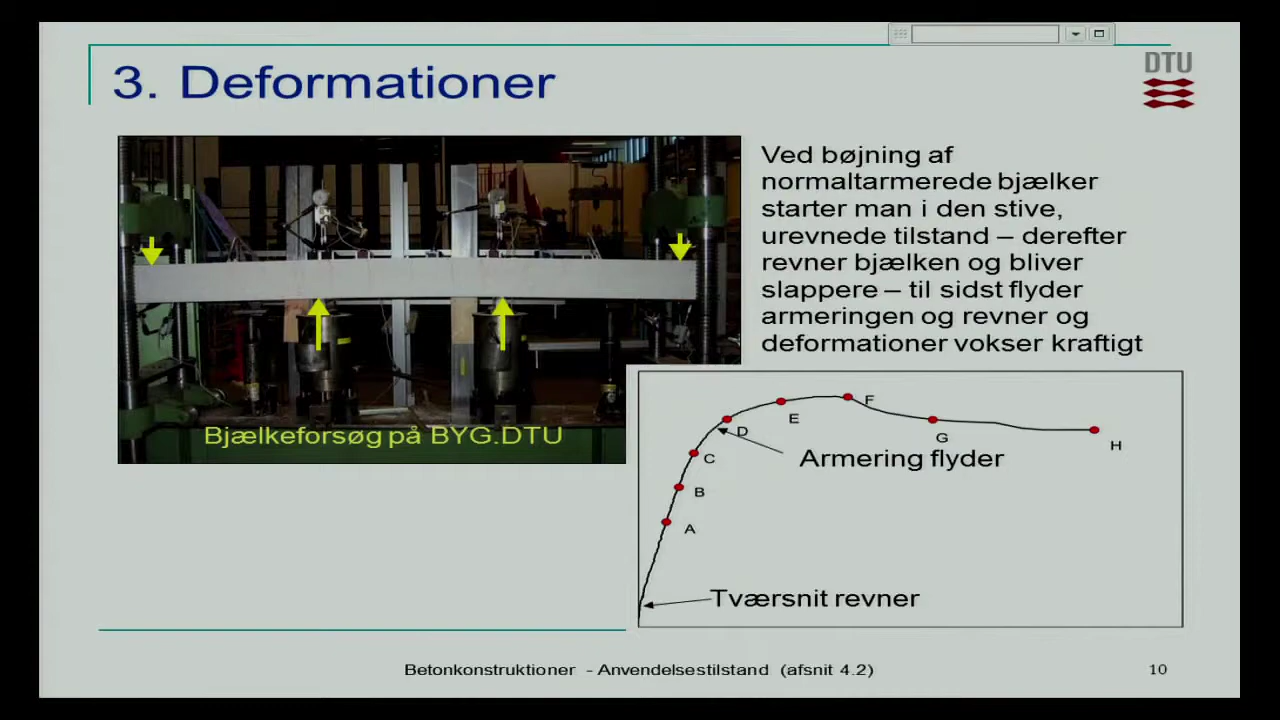 DTU
3. Deformationer
Ved bøjning af
normaltarmerede bjælker
starter man i den stive,
urevnede tilstand – derefter
revner bjælken og bliver
slappere – til sidst flyder
armeringen og revner og
deformationer vokser kraftigt
Bjælkeforsøg på BYG.DTU
F
E
D
G
H
C
Armering flyder
B
A
Tværsnit revner
Betonkonstruktioner - Anvendelsestilstand (afsnit 4.2)
10